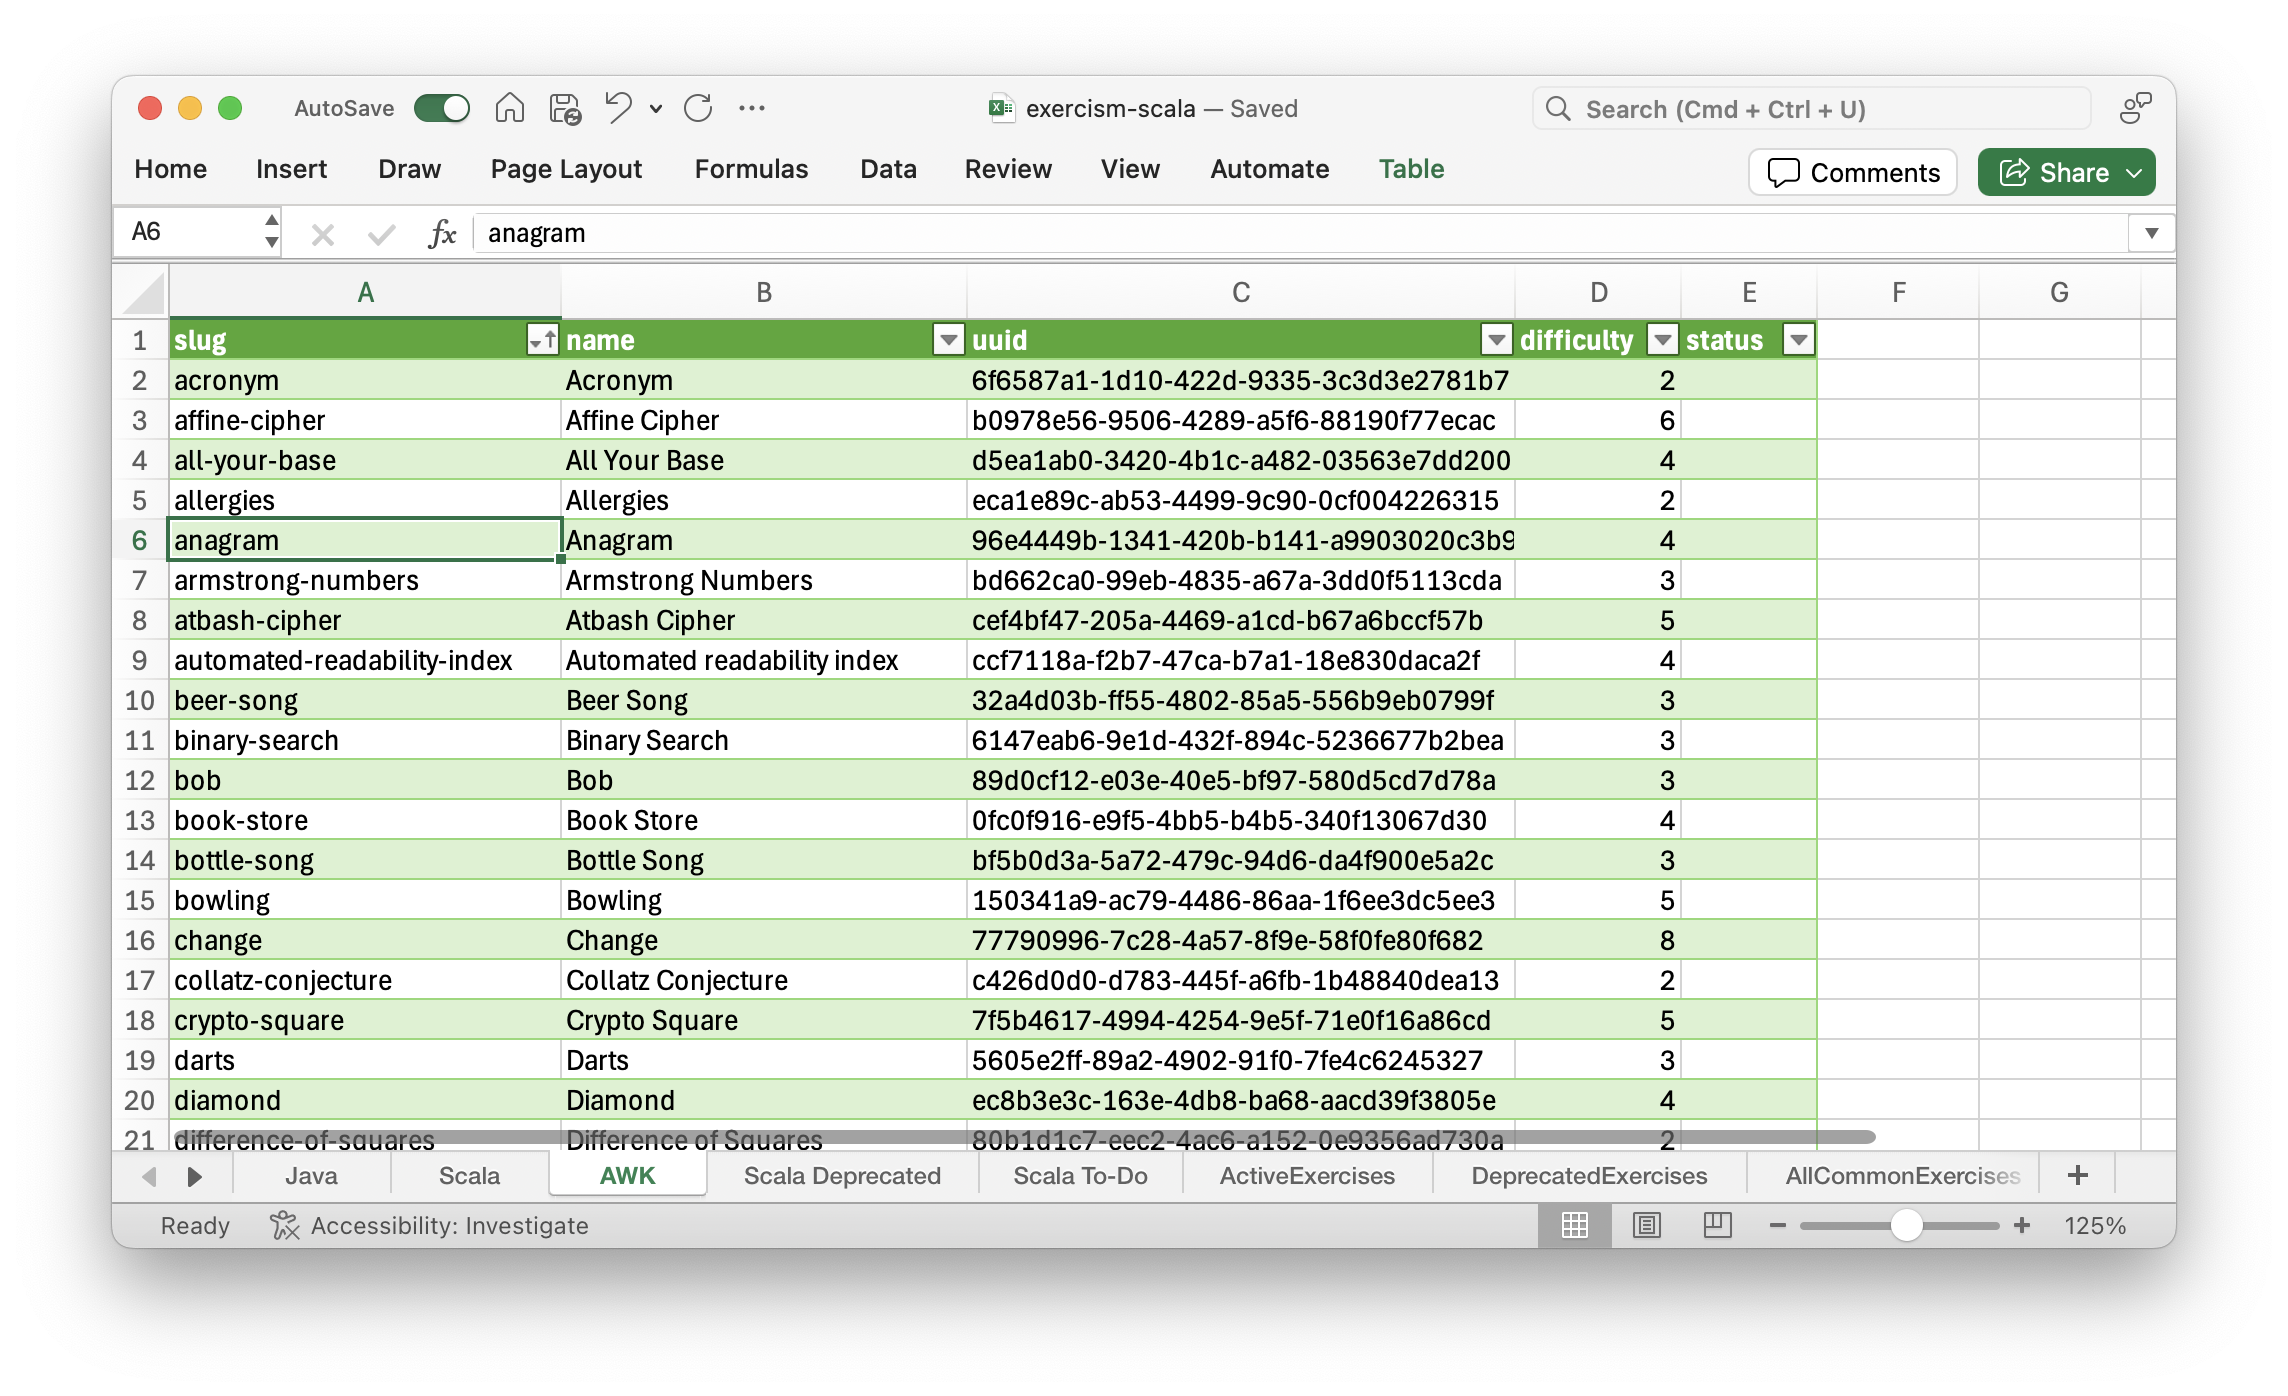 AutoSave exercism-scala — Saved Search (Cmd + Ctrl + U)
Home Insert Draw Page Layout Formulas Data Review View Automate Table Comments Share
A6 fx anagram
A B C D E F G
1 slug name uuid difficulty status
2 acronym Acronym 6f6587a1-1d10-422d-9335-3c3d3e2781b7 2
3 affine-cipher Affine Cipher b0978e56-9506-4289-a5f6-88190f77ecac 6
4 all-your-base All Your Base d5ea1ab0-3420-4b1c-a482-03563e7dd200 4
5 allergies Allergies eca1e89c-ab53-4499-9c90-0cf004226315 2
6 anagram Anagram 96e4449b-1341-420b-b141-a9903020c3b9 4
7 armstrong-numbers Armstrong Numbers bd662ca0-99eb-4835-a67a-3dd0f5113cda 3
8 atbash-cipher Atbash Cipher cef4bf47-205a-4469-a1cd-b67a6bccf57b 5
9 automated-readability-index Automated readability index ccf7118a-f2b7-47ca-b7a1-18e830daca2f 4
10 beer-song Beer Song 32a4d03b-ff55-4802-85a5-556b9eb0799f 3
11 binary-search Binary Search 6147eab6-9e1d-432f-894c-5236677b2bea 3
12 bob Bob 89d0cf12-e03e-40e5-bf97-580d5cd7d78a 3
13 book-store Book Store 0fc0f916-e9f5-4bb5-b4b5-340f13067d30 4
14 bottle-song Bottle Song bf5b0d3a-5a72-479c-94d6-da4f900e5a2c 3
15 bowling Bowling 150341a9-ac79-4486-86aa-1f6ee3dc5ee3 5
16 change Change 77790996-7c28-4a57-8f9e-58f0fe80f682 8
17 collatz-conjecture Collatz Conjecture c426d0d0-d783-445f-a6fb-1b48840dea13 2
18 crypto-square Crypto Square 7f5b4617-4994-4254-9e5f-71e0f16a86cd 5
19 darts Darts 5605e2ff-89a2-4902-91f0-7fe4c6245327 3
20 diamond Diamond ec8b3e3c-163e-4db8-ba68-aacd39f3805e 4
21 difference-of-squares Difference of Squares 80b1d1c7-eec2-4ac6-a152-0e9356ad730a 2
Java Scala AWK Scala Deprecated Scala To-Do ActiveExercises DeprecatedExercises AllCommonExercises
Ready Accessibility: Investigate 125%